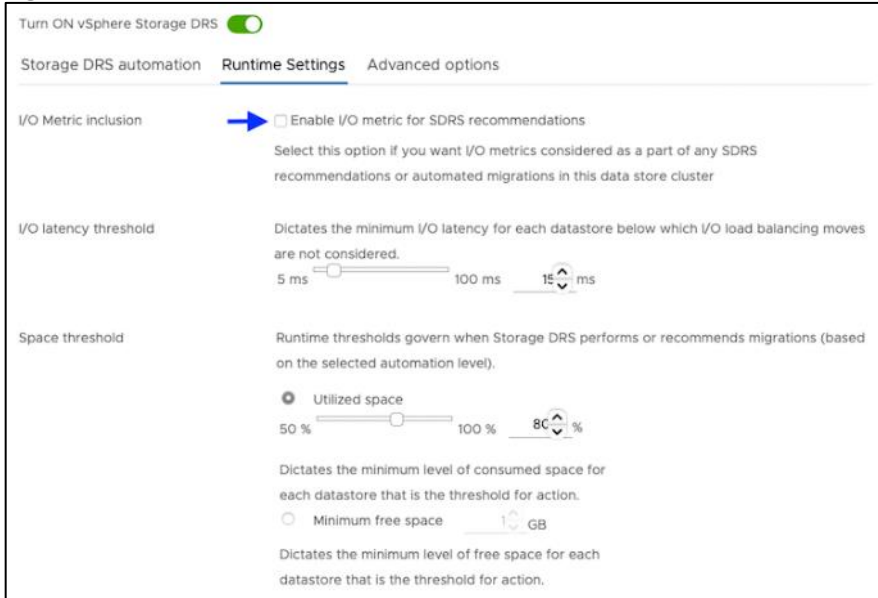 Turn ON vSphere Storage DRS
Storage DRS automation Runtime Settings Advanced options
I/O Metric inclusion Enable I/O metric for SDRS recommendations
Select this option if you want I/O metrics considered as a part of any SDRS
recommendations or automated migrations in this data store cluster
I/O latency threshold Dictates the minimum I/O latency for each datastore below which I/O load balancing moves
are not considered.
5 ms 100 ms 15 ms
Space threshold Runtime thresholds govern when Storage DRS performs or recommends migrations (based
on the selected automation level).
Utilized space
50 % 100 % 80 %
Dictates the minimum level of consumed space for
each datastore that is the threshold for action.
Minimum free space 1 GB
Dictates the minimum level of free space for each
datastore that is the threshold for action.